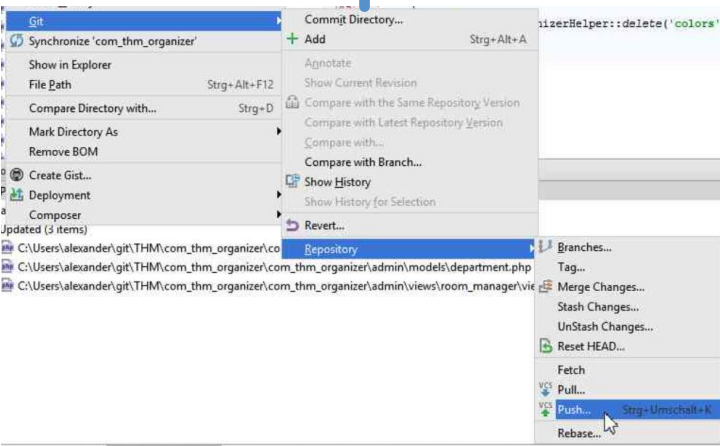 Git
Synchronize 'com_thm_organizer'
Show in Explorer
File Path Strg+Alt+F12
Compare Directory with... Strg+D
Mark Directory As
Remove BOM
Create Gist...
Deployment
Composer
Commit Directory...
Add Strg+Alt+A
Annotate
Show Current Revision
Compare with the Same Repository Version
Compare with Latest Repository Version
Compare with...
Compare with Branch...
Show History
Show History for Selection
Revert...
Repository
nizerHelper::delete('colors'
Updated (3 items)
C:\Users\alexander\git\THM\com_thm_organizer\co
C:\Users\alexander\git\THM\com_thm_organizer\com_thm_organizer\admin\models\department.php
C:\Users\alexander\git\THM\com_thm_organizer\com_thm_organizer\admin\views\room_manager\vie
Branches...
Tag...
Merge Changes...
Stash Changes...
UnStash Changes...
Reset HEAD...
Fetch
VCS Pull...
VCS Push... Strg+Umschalt+K
Rebase...